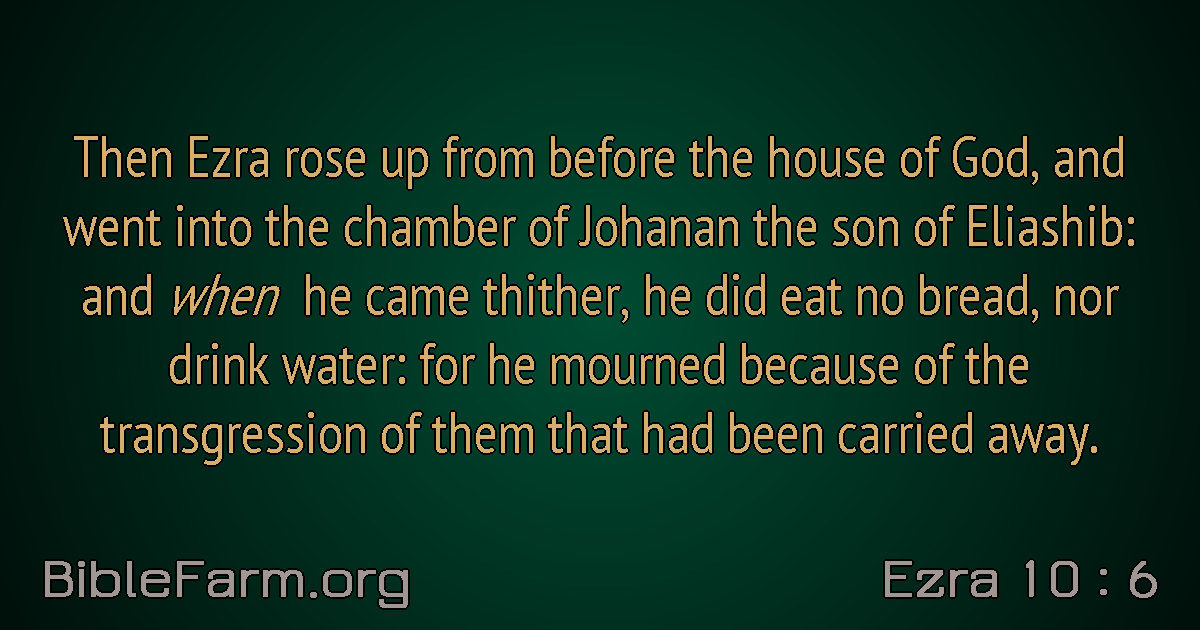 Then Ezra rose up from before the house of God, and
went into the chamber of Johanan the son of Eliashib:
and when he came thither, he did eat no bread, nor
drink water: for he mourned because of the
transgression of them that had been carried away.
BibleFarm.org
Ezra 10 : 6